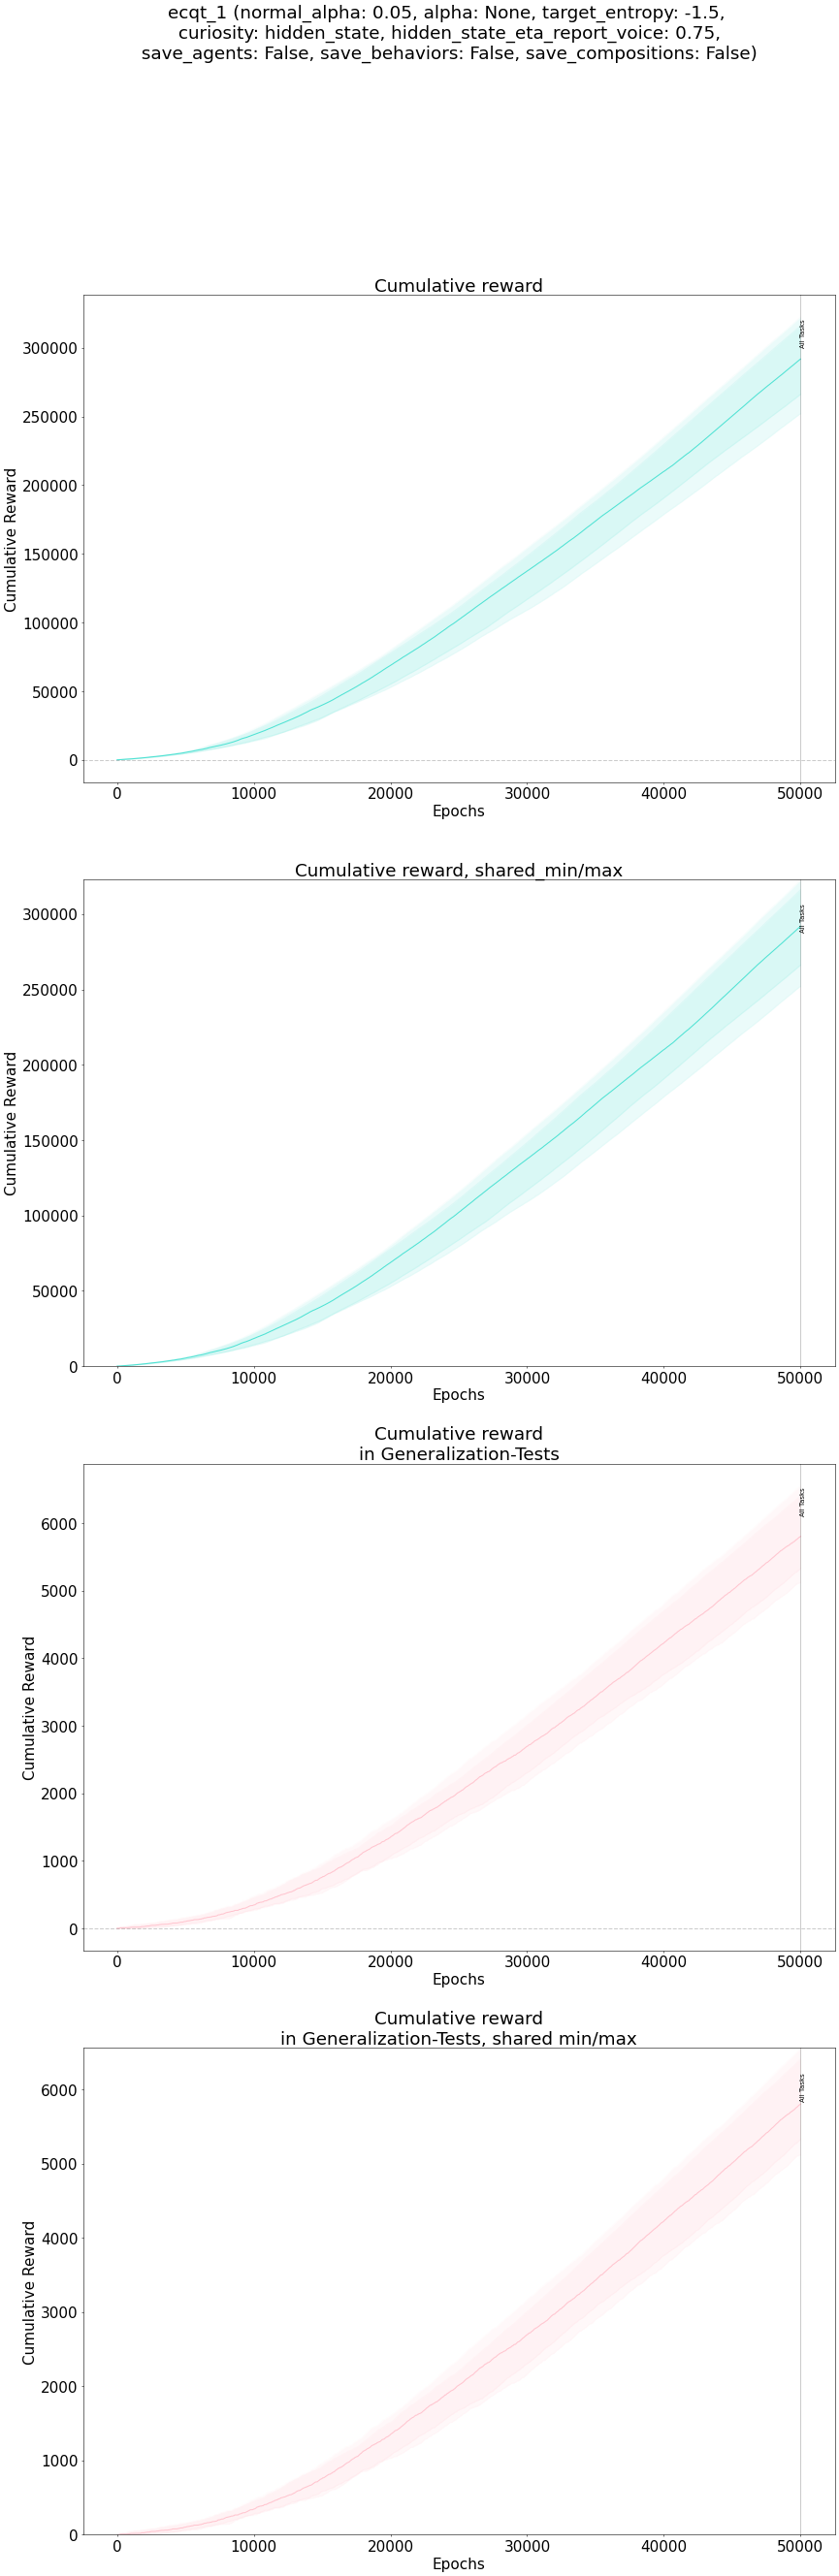 ecqt_1 (normal_alpha: 0.05, alpha: None, target_entropy: -1.5,
curiosity: hidden_state, hidden_state_eta_report_voice: 0.75,
save_agents: False, save_behaviors: False, save_compositions: False)
Cumulative reward
All Tasks
300000
250000
200000
150000
100000
50000
0
Cumulative Reward
0 10000 20000 30000 40000 50000
Epochs
Cumulative reward, shared_min/max
All Tasks
300000
250000
200000
150000
100000
50000
0
Cumulative Reward
0 10000 20000 30000 40000 50000
Epochs
Cumulative reward
in Generalization-Tests
All Tasks
6000
5000
4000
3000
2000
1000
0
Cumulative Reward
0 10000 20000 30000 40000 50000
Epochs
Cumulative reward
in Generalization-Tests, shared min/max
All Tasks
6000
5000
4000
3000
2000
1000
0
Cumulative Reward
0 10000 20000 30000 40000 50000
Epochs